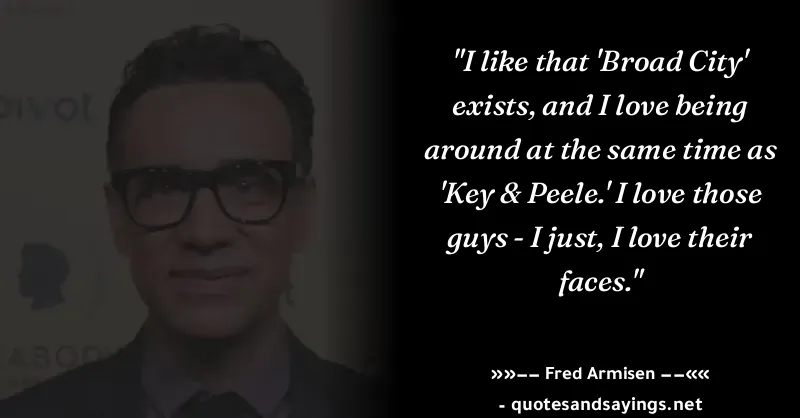 pivot
"I like that 'Broad City'
exists, and I love being
around at the same time as
'Key & Peele.' I love those
guys - I just, I love their
faces."
»»—— Fred Armisen ——««
- quotesandsayings.net